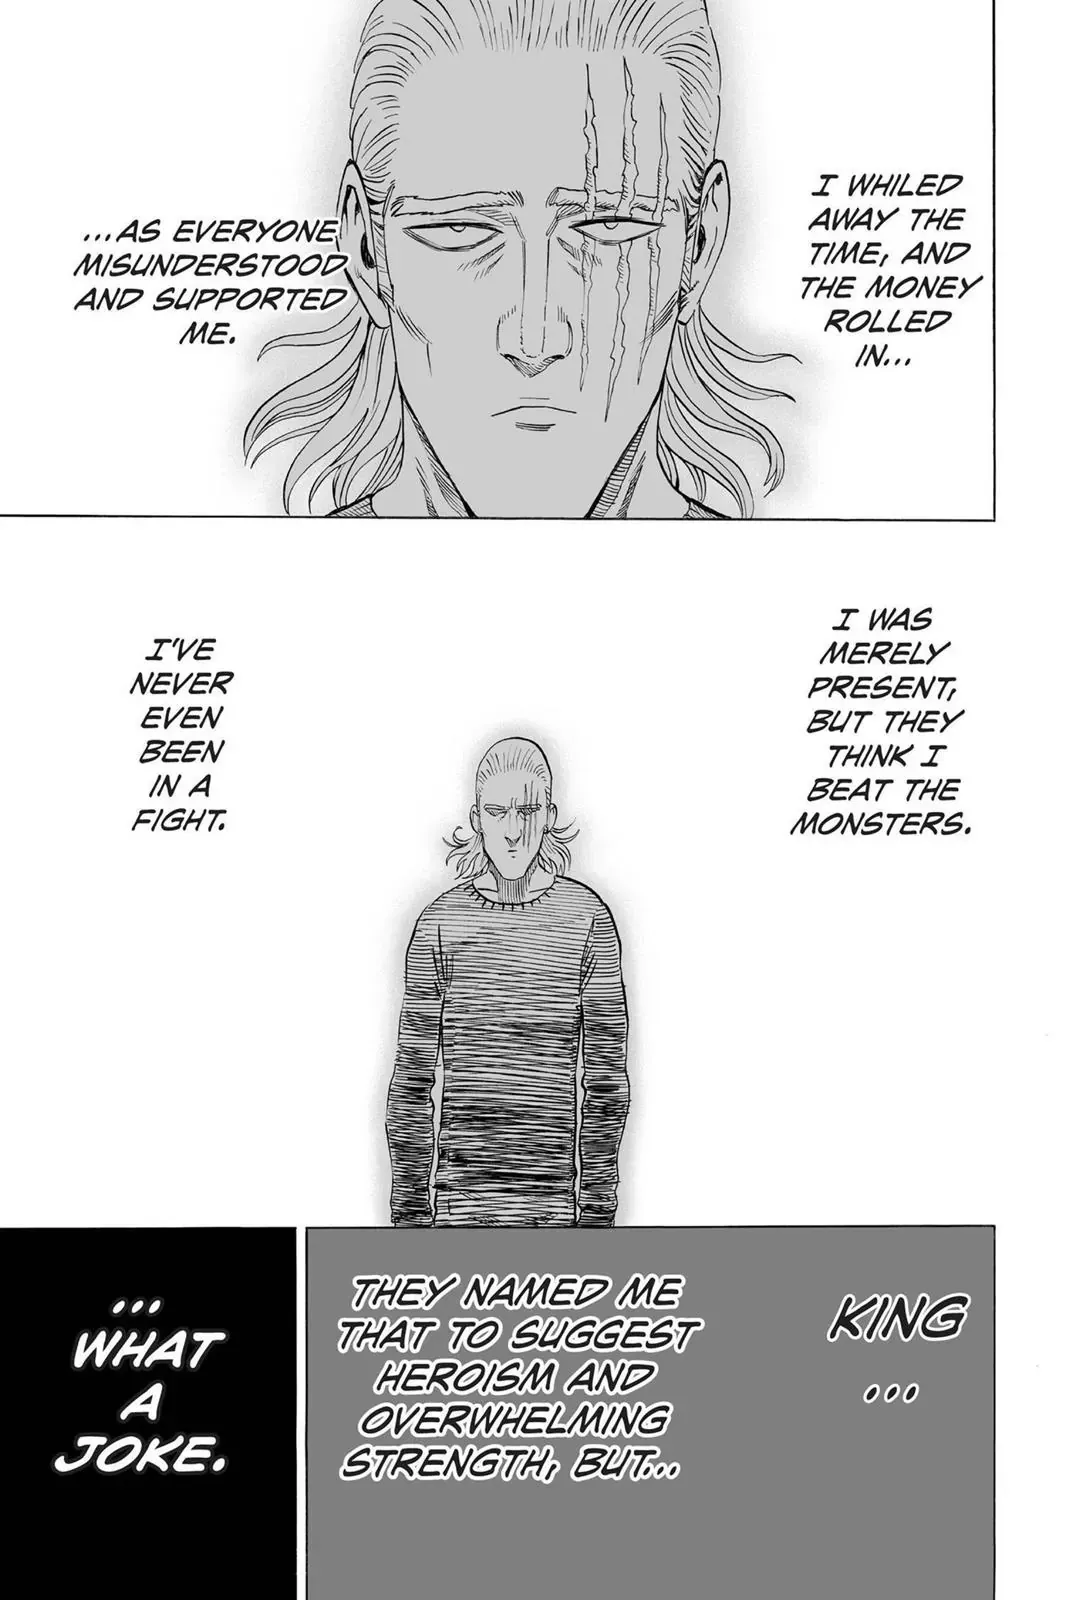 I WHILED
AWAY THE
TIME, AND
THE MONEY
ROLLED
IN...
...AS EVERYONE
MISUNDERSTOOD
AND SUPPORTED
ME.
I WAS
MERELY
PRESENT,
BUT THEY
THINK I
BEAT THE
MONSTERS.
I'VE
NEVER
EVEN
BEEN
IN A
FIGHT.
KING
...
THEY NAMED ME
THAT TO SUGGEST
HEROISM AND
OVERWHELMING
STRENGTH, BUT...
...
WHAT
A
JOKE.